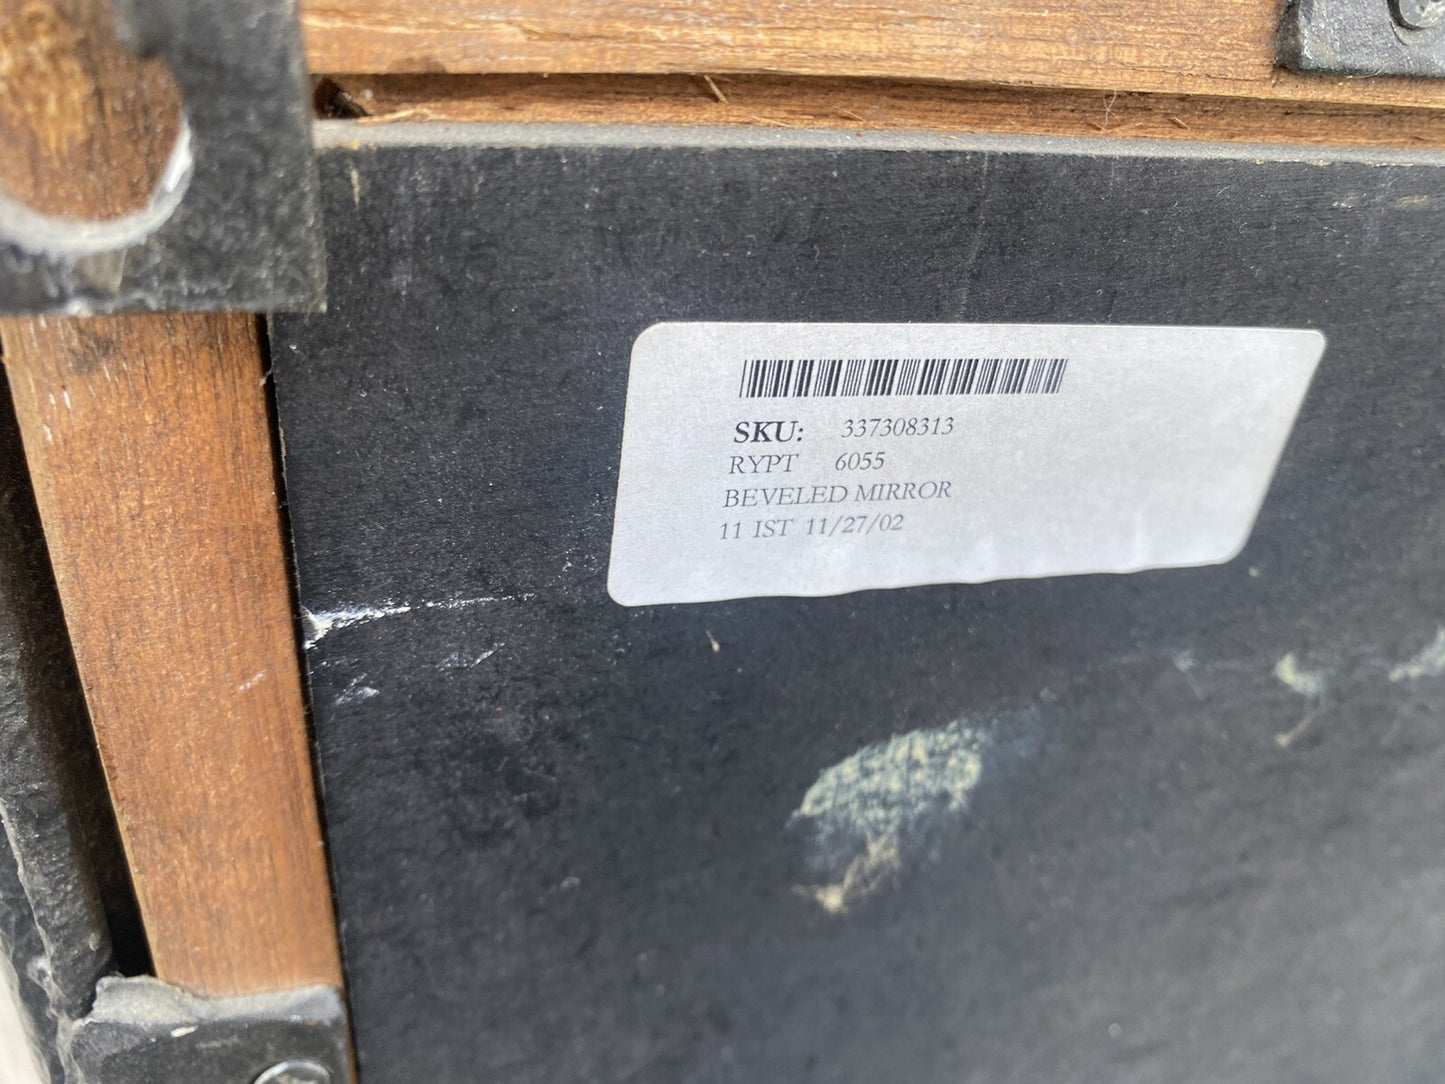 SKU: 337308313
RYPT 6055
BEVELED MIRROR
11 IST 11/27/02